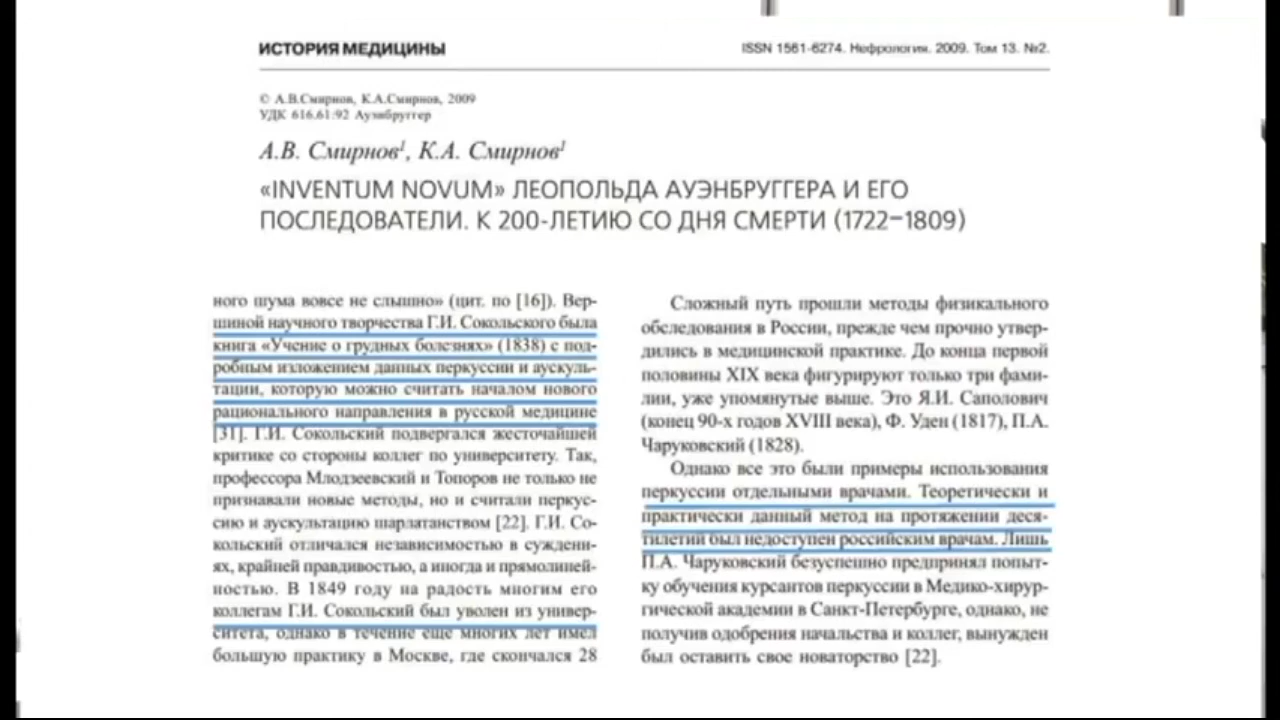 ИСТОРИЯ МЕДИЦИНЫ
ISSN 1561-6274. Нефрология. 2009. Том 13. №2.
© А.В.Смирнов, К.А.Смирнов, 2009
УДК 616.61:92 Ауэнбруггер
А.В. Смирнов¹, К.А. Смирнов¹
«INVENTUM NOVUM» ЛЕОПОЛЬДА АУЭНБРУГГЕРА И ЕГО
ПОСЛЕДОВАТЕЛИ. К 200-ЛЕТИЮ СО ДНЯ СМЕРТИ (1722–1809)
ного шума вовсе не слышно» (цит. по [16]). Вер-
шиной научного творчества Г.И. Сокольского была
книга «Учение о грудных болезнях» (1838) с под-
робным изложением данных перкуссии и аускуль-
тации, которую можно считать началом нового
рационального направления в русской медицине
[31]. Г.И. Сокольский подвергался жесточайшей
критике со стороны коллег по университету. Так,
профессора Млодзеевский и Топоров не только не
признавали новые методы, но и считали перкус-
сию и аускультацию шарлатанством [22]. Г.И. Со-
кольский отличался независимостью в суждени-
ях, крайней правдивостью, а иногда и прямолиней-
ностью. В 1849 году на радость многим его
коллегам Г.И. Сокольский был уволен из универ-
ситета, однако в течение еще многих лет имел
большую практику в Москве, где скончался 28
Сложный путь прошли методы физикального
обследования в России, прежде чем прочно утвер-
дились в медицинской практике. До конца первой
половины XIX века фигурируют только три фами-
лии, уже упомянутые выше. Это Я.И. Саполович
(конец 90-х годов XVIII века), Ф. Уден (1817), П.А.
Чаруковский (1828).
Однако все это были примеры использования
перкуссии отдельными врачами. Теоретически и
практически данный метод на протяжении деся-
тилетий был недоступен российским врачам. Лишь
П.А. Чаруковский безуспешно предпринял попыт-
ку обучения курсантов перкуссии в Медико-хирур-
гической академии в Санкт-Петербурге, однако, не
получив одобрения начальства и коллег, вынужден
был оставить свое новаторство [22].